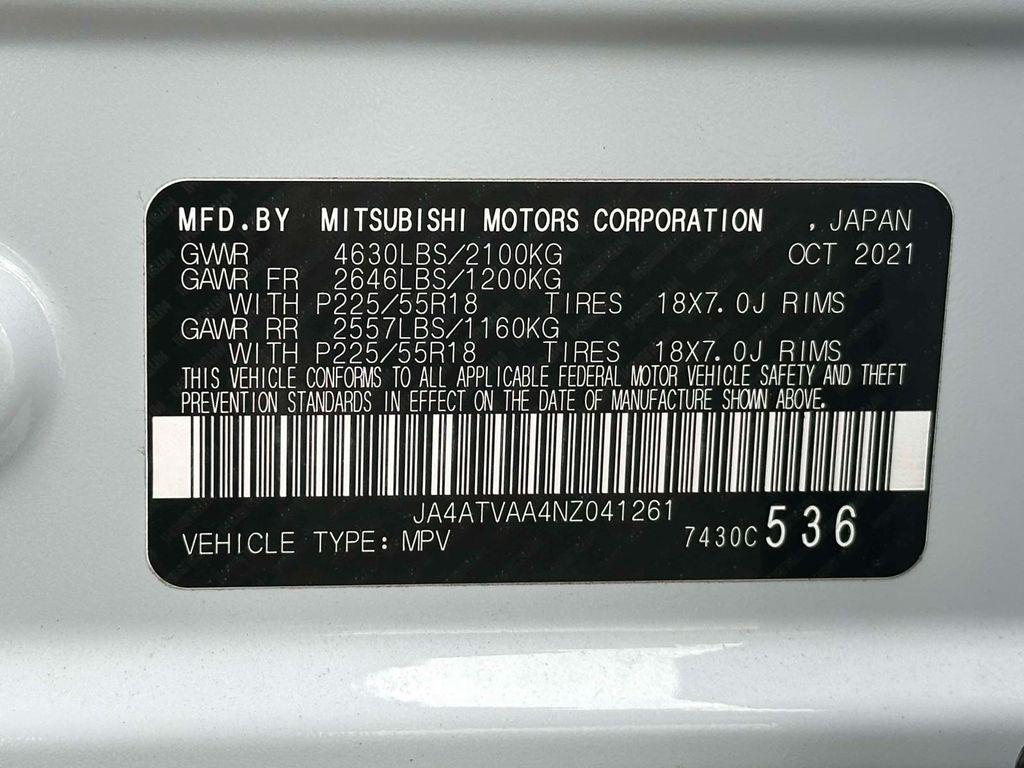 MFD.BY MITSUBISHI MOTORS CORPORATION , JAPAN
GVWR 4630LBS/2100KG OCT 2021
GAWR FR 2646LBS/1200KG
WITH P225/55R18 TIRES 18X7.0J RIMS
GAWR RR 2557LBS/1160KG
WITH P225/55R18 TIRES 18X7.0J RIMS
THIS VEHICLE CONFORMS TO ALL APPLICABLE FEDERAL MOTOR VEHICLE SAFETY AND THEFT
PREVENTION STANDARDS IN EFFECT ON THE DATE OF MANUFACTURE SHOWN ABOVE.
JA4ATVAA4NZ041261
VEHICLE TYPE: MPV 7430C 536